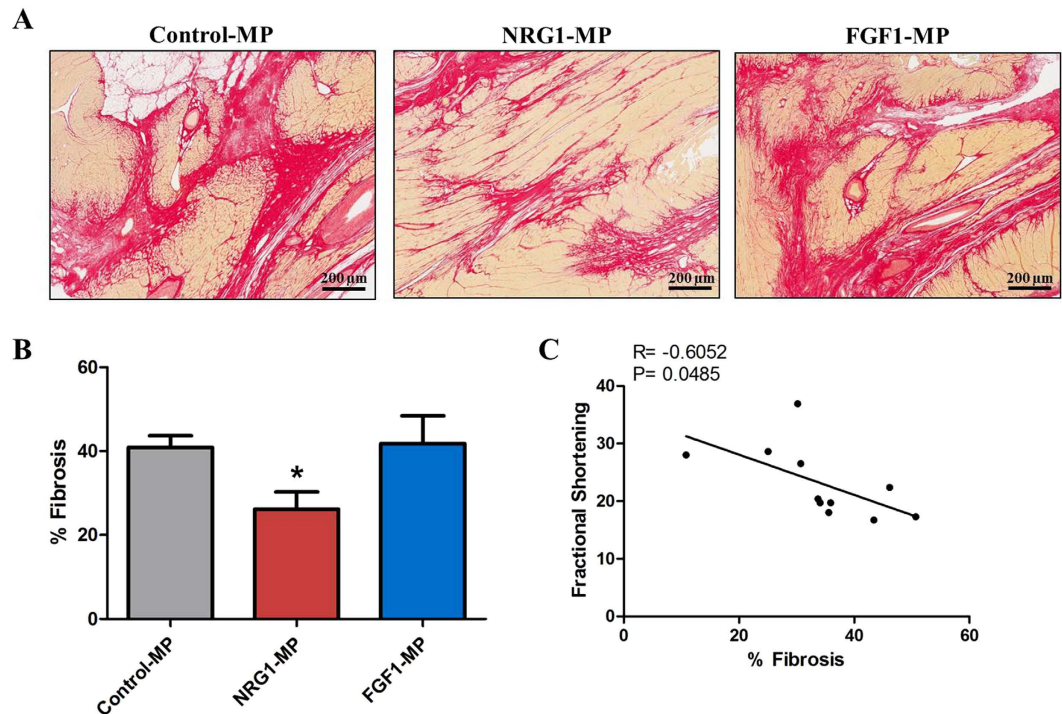 A
Control-MP
NRG1-MP
FGF1-MP
200 µm
200 µm
200 µm
B
% Fibrosis
60
40
20
0
*
Control-MP
NRG1-MP
FGF1-MP
C
R= -0.6052
P= 0.0485
Fractional Shortening
40
30
20
10
0
0
20
40
60
% Fibrosis